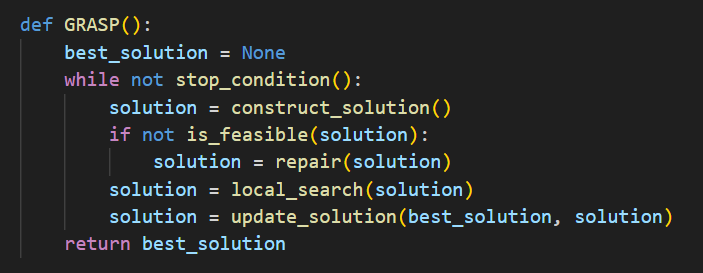 def GRASP():
    best_solution = None
    while not stop_condition():
        solution = construct_solution()
        if not is_feasible(solution):
            solution = repair(solution)
        solution = local_search(solution)
        solution = update_solution(best_solution, solution)
    return best_solution